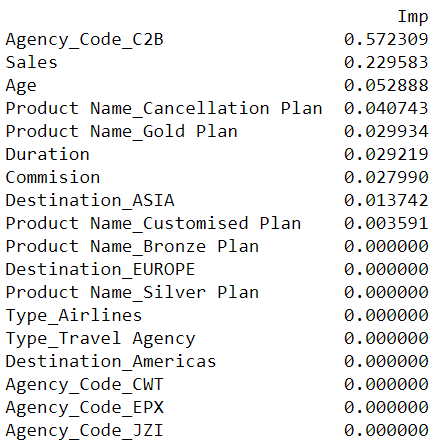 Imp
Agency_Code_C2B 0.572309
Sales 0.229583
Age 0.052888
Product Name_Cancellation Plan 0.040743
Product Name_Gold Plan 0.029934
Duration 0.029219
Commision 0.027990
Destination_ASIA 0.013742
Product Name_Customised Plan 0.003591
Product Name_Bronze Plan 0.000000
Destination_EUROPE 0.000000
Product Name_Silver Plan 0.000000
Type_Airlines 0.000000
Type_Travel Agency 0.000000
Destination_Americas 0.000000
Agency_Code_CWT 0.000000
Agency_Code_EPX 0.000000
Agency_Code_JZI 0.000000